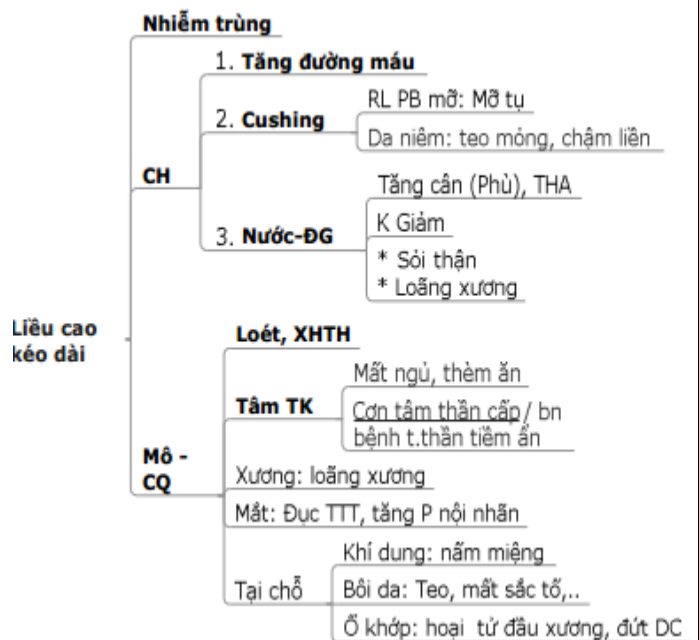 Nhiễm trùng
1. Tăng đường máu
RL PB mỡ: Mỡ tụ
2. Cushing
Da niêm: teo mỏng, chậm liền
CH
Tăng cân (Phù), THA
K Giảm
3. Nước-ĐG
* Sỏi thận
* Loãng xương
Liều cao
kéo dài
Loét, XHTH
Mất ngủ, thèm ăn
Tâm TK
Cơn tâm thần cấp/ bn
bệnh t.thần tiềm ẩn
Mô -
CQ
Xương: loãng xương
Mắt: Đục TTT, tăng P nội nhãn
Khí dung: nấm miệng
Tại chỗ
Bôi da: Teo, mất sắc tố,..
Ổ khớp: hoại tử đầu xương, đứt DC